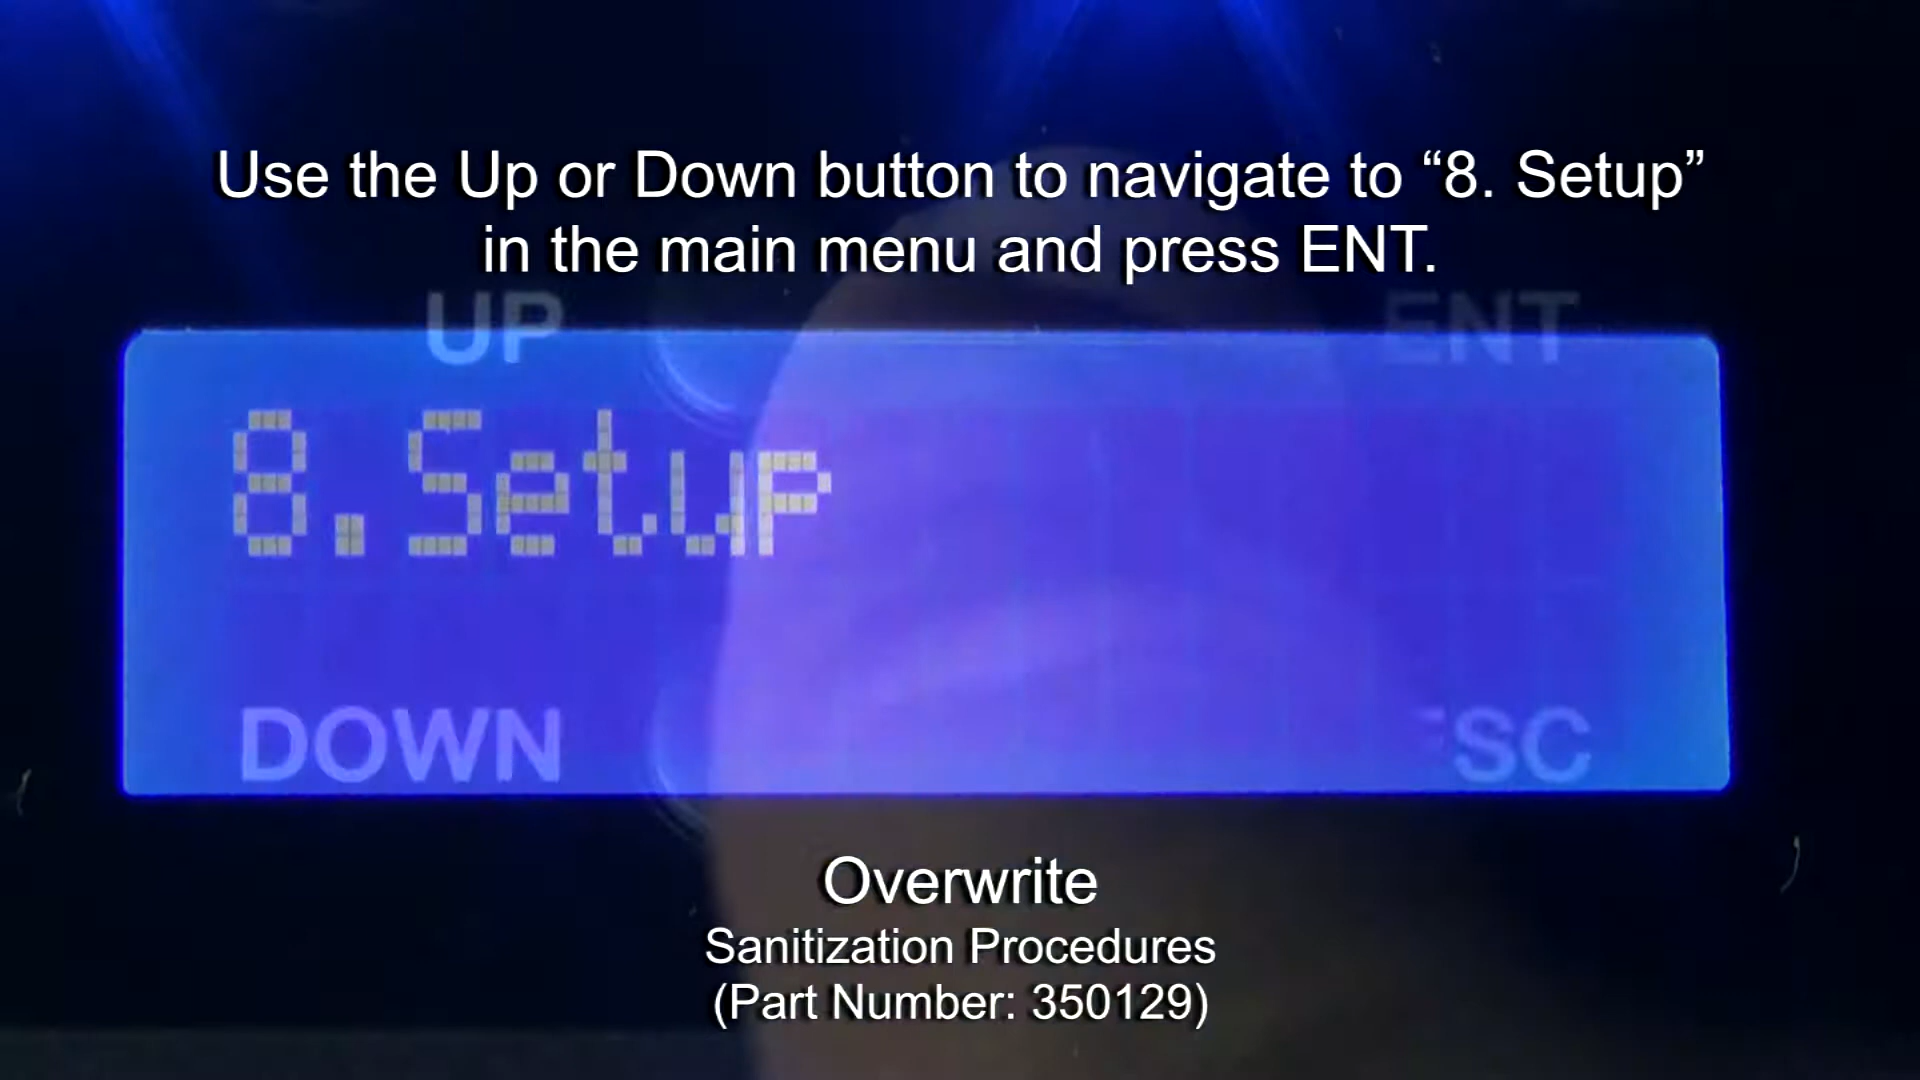 Use the Up or Down button to navigate to “8. Setup”
in the main menu and press ENT.
UP
ENT
8.Setup
DOWN
SC
Overwrite
Sanitization Procedures
(Part Number: 350129)